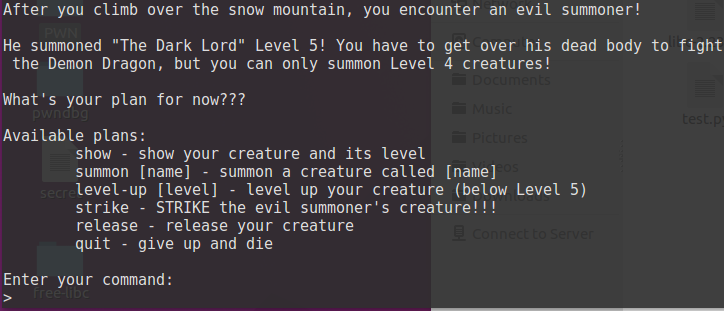 After you climb over the snow mountain, you encounter an evil summoner!
He summoned "The Dark Lord" Level 5! You have to get over his dead body to fight
the Demon Dragon, but you can only summon Level 4 creatures!
What's your plan for now???
Available plans:
show - show your creature and its level
summon [name] - summon a creature called [name]
level-up [level] - level up your creature (below Level 5)
strike - STRIKE the evil summoner's creature!!!
release - release your creature
quit - give up and die
Enter your command:
>
PWN
pwndbg
secret
free-libc
Documents
Music
Pictures
Videos
Connect to Server
test.py